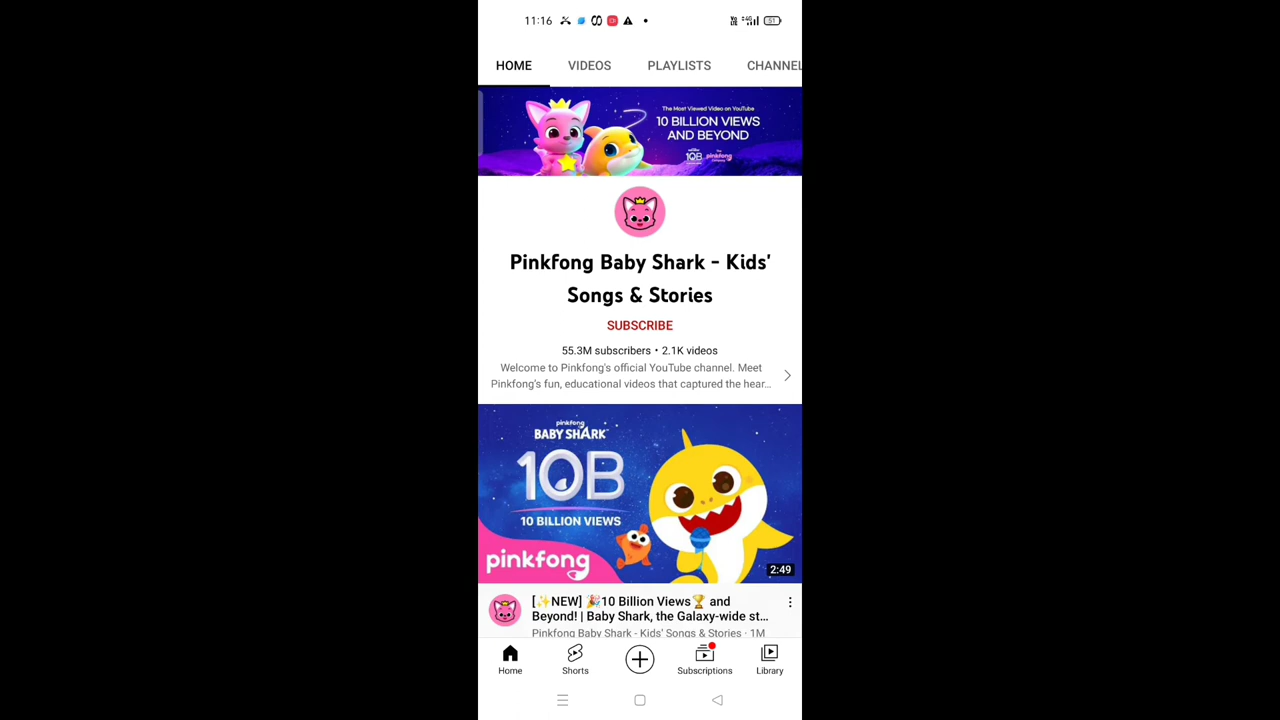 11:16
51
HOME VIDEOS PLAYLISTS CHANNEL
The Most Viewed Video on YouTube
10 BILLION VIEWS
AND BEYOND
10B pinkfong
Pinkfong Baby Shark - Kids'
Songs & Stories
SUBSCRIBE
55.3M subscribers • 2.1K videos
Welcome to Pinkfong's official YouTube channel. Meet
Pinkfong's fun, educational videos that captured the hear...
pinkfong
BABY SHARK
10B
10 BILLION VIEWS
pinkfong
2:49
[✨NEW] 🎉10 Billion Views🏆 and
Beyond! | Baby Shark, the Galaxy-wide st...
Pinkfong Baby Shark - Kids' Songs & Stories · 1M
Home Shorts Subscriptions Library